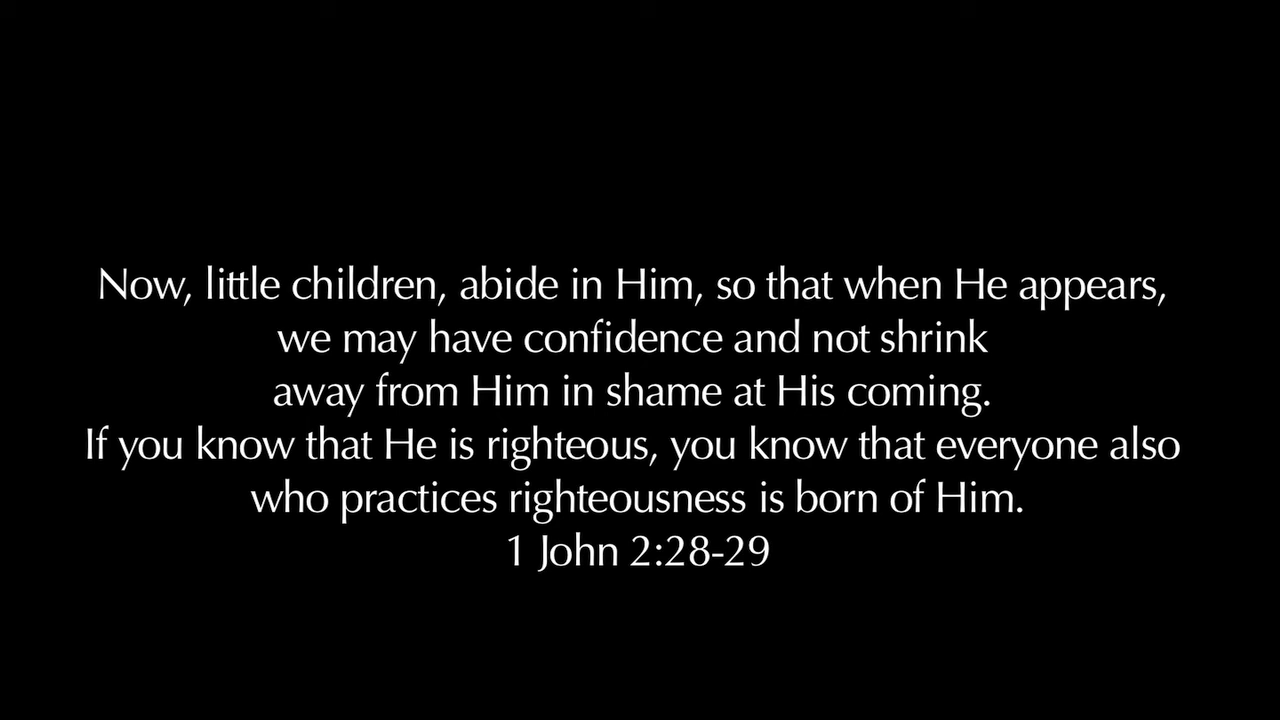 Now, little children, abide in Him, so that when He appears,
we may have confidence and not shrink
away from Him in shame at His coming.
If you know that He is righteous, you know that everyone also
who practices righteousness is born of Him.
1 John 2:28-29